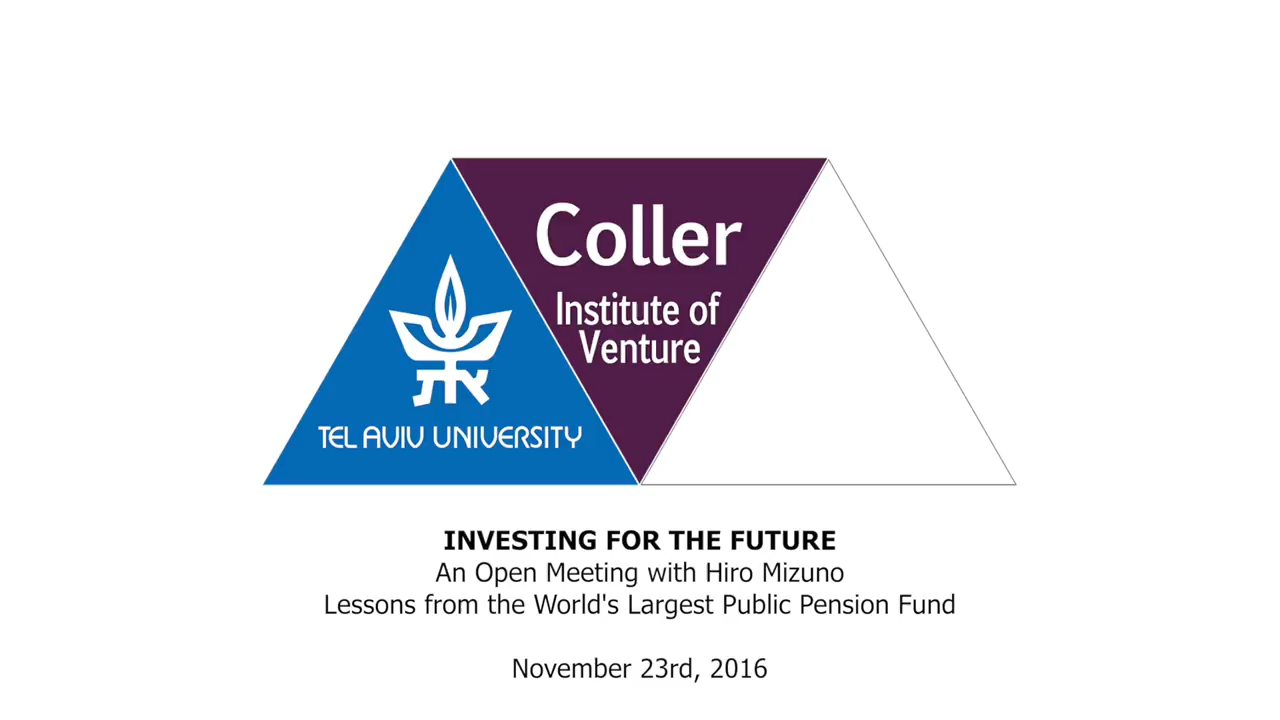 Coller
Institute of
Venture
את
TEL AVIV UNIVERSITY
INVESTING FOR THE FUTURE
An Open Meeting with Hiro Mizuno
Lessons from the World's Largest Public Pension Fund
November 23rd, 2016